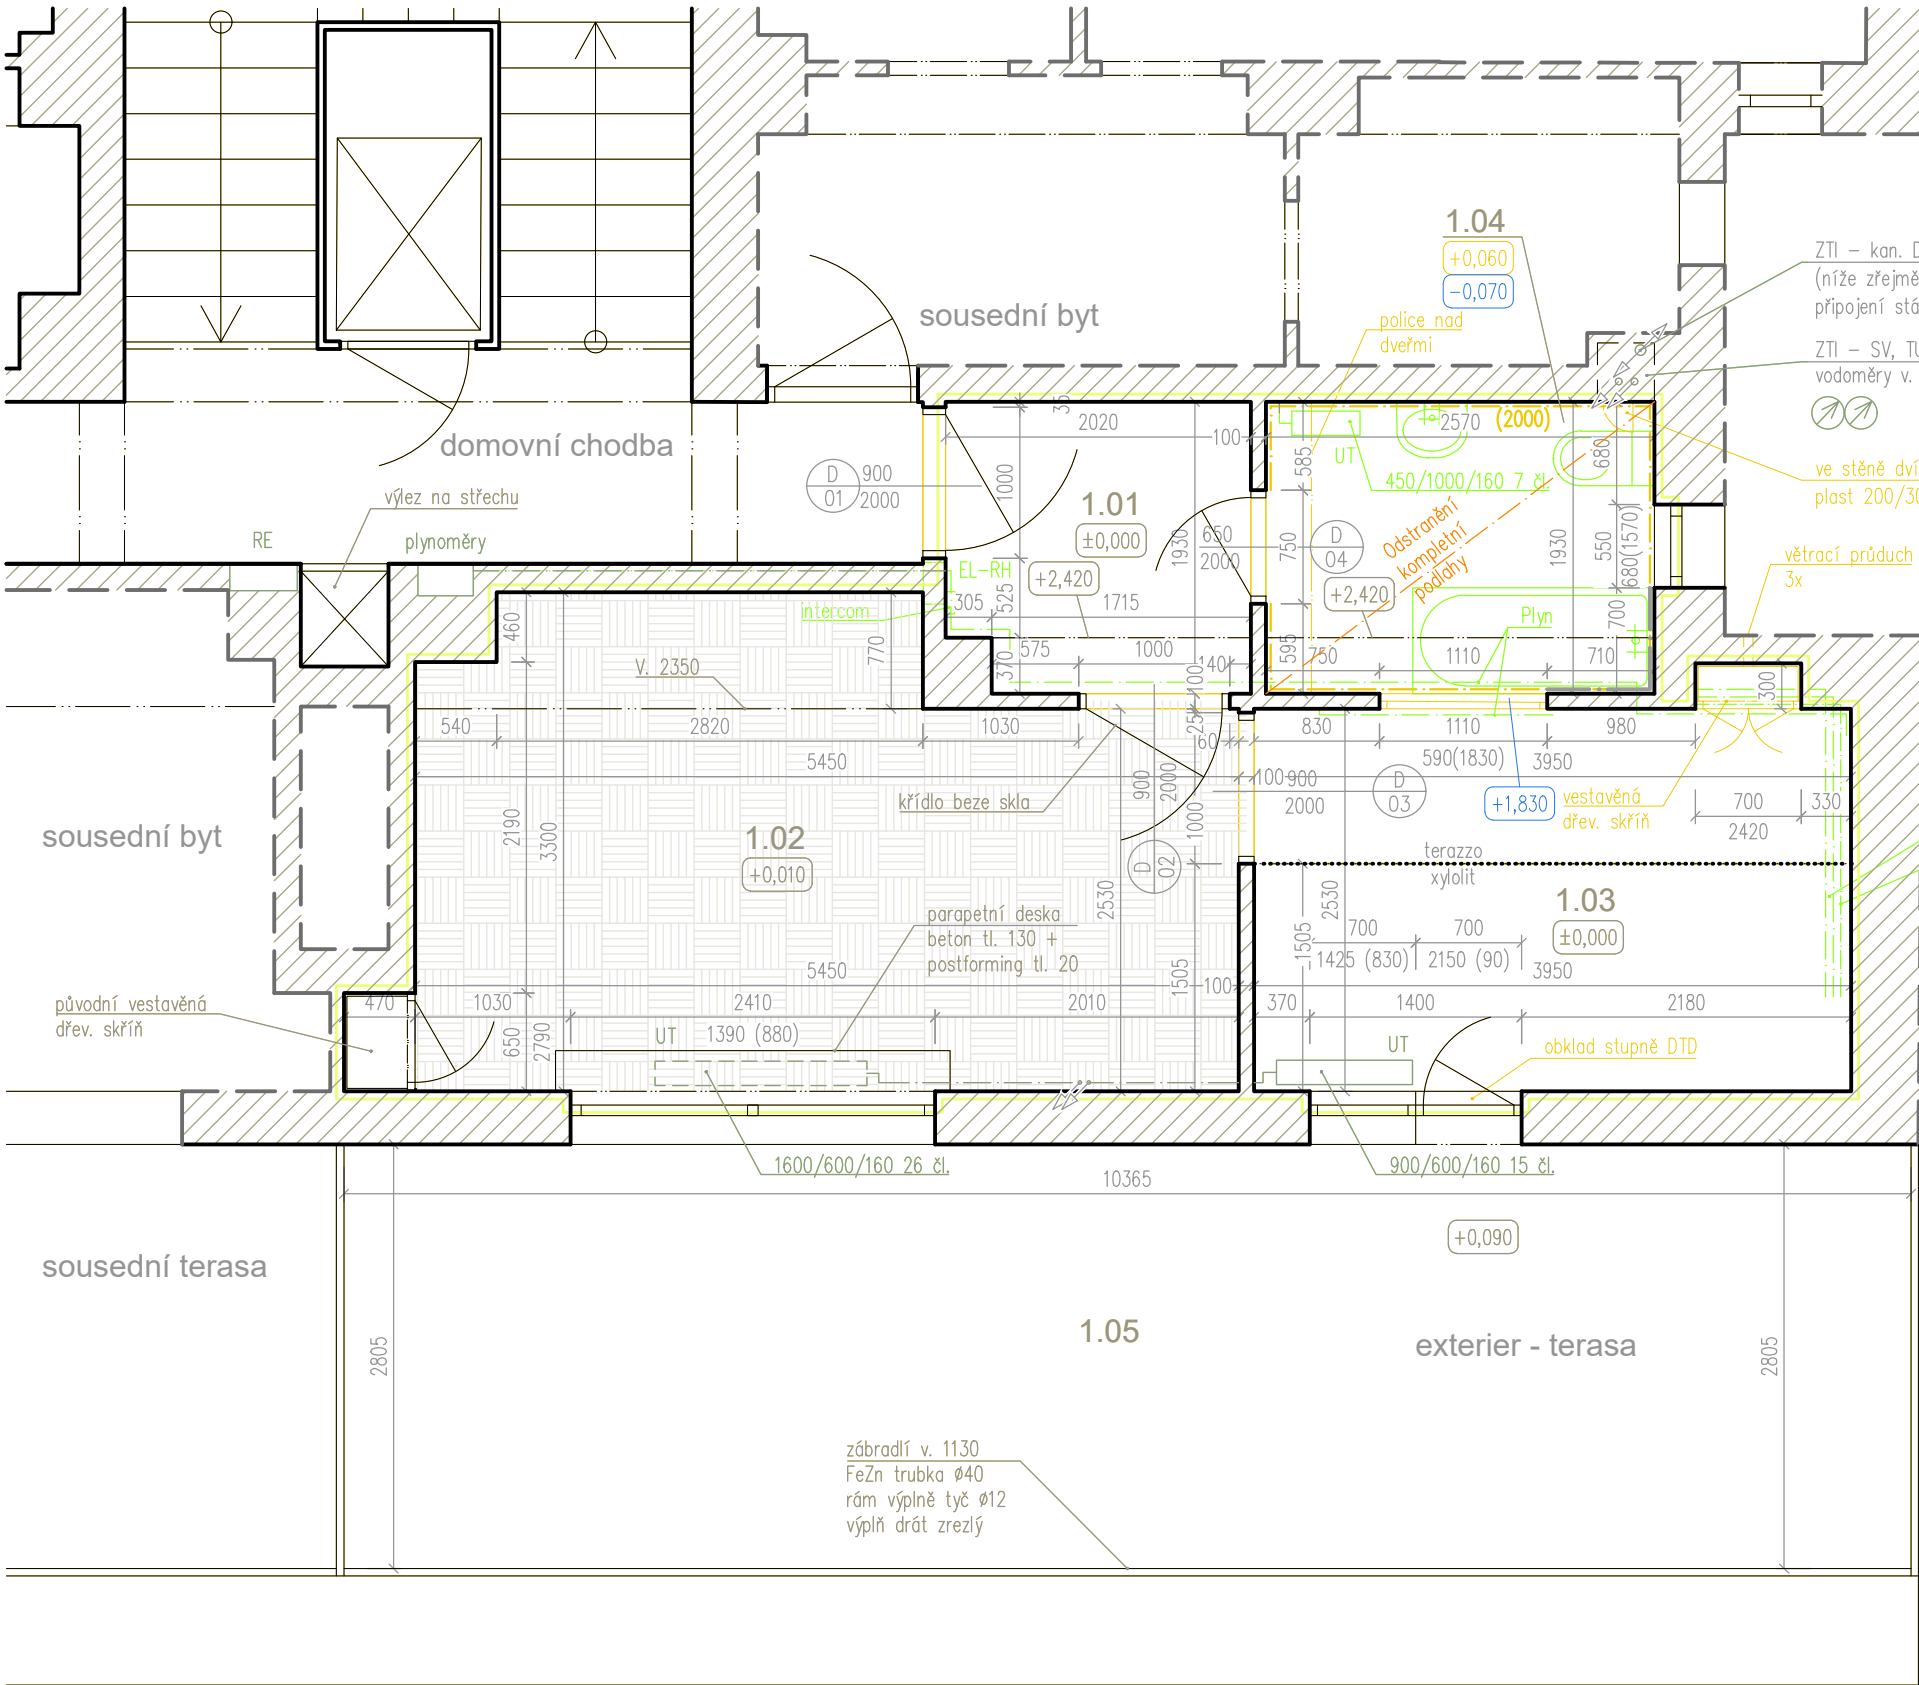 1.04
+0,060
-0,070
police nad
dveřmi
sousední byt
ZTI – kan. D
(níže zřejmě
připojení stá
ZTI – SV, TU
vodoměry v.
ve stěně dví
plast 200/30
větrací průduch
3x
domovní chodba
výlez na střechu
RE
plynoměry
D
01
900
2000
35
2020
100
2570
(2000)
UT
450/1000/160 7 čl.
585
680
1000
1.01
±0,000
1930
650
2000
750
D
04
Odstranění
kompletní
podlahy
1930
550
680(1570)
EL-RH
+2,420
+2,420
intercom
305
525
1715
Plyn
700
460
770
575
1000
370
140
100
595
750
1110
710
V. 2350
300
540
2820
1030
25
60
830
1110
980
5450
590(1830)
3950
900
2000
100
900
2000
D
03
+1,830
vestavěná
dřev. skříň
700
330
2420
křídlo beze skla
2190
3300
1000
sousední byt
1.02
+0,010
D
02
terazzo
xylolit
1.03
±0,000
2530
2530
parapetní deska
beton tl. 130 +
postforming tl. 20
700
700
1505
1425 (830)
2150 (90)
3950
5450
1505
100
původní vestavěná
dřev. skříň
470
1030
2410
2010
370
1400
2180
650
2790
UT
1390 (880)
UT
obklad stupně DTD
1600/600/160 26 čl.
900/600/160 15 čl.
10365
+0,090
sousední terasa
1.05
exterier - terasa
2805
2805
zábradlí v. 1130
FeZn trubka ø40
rám výplně tyč ø12
výplň drát zrezlý